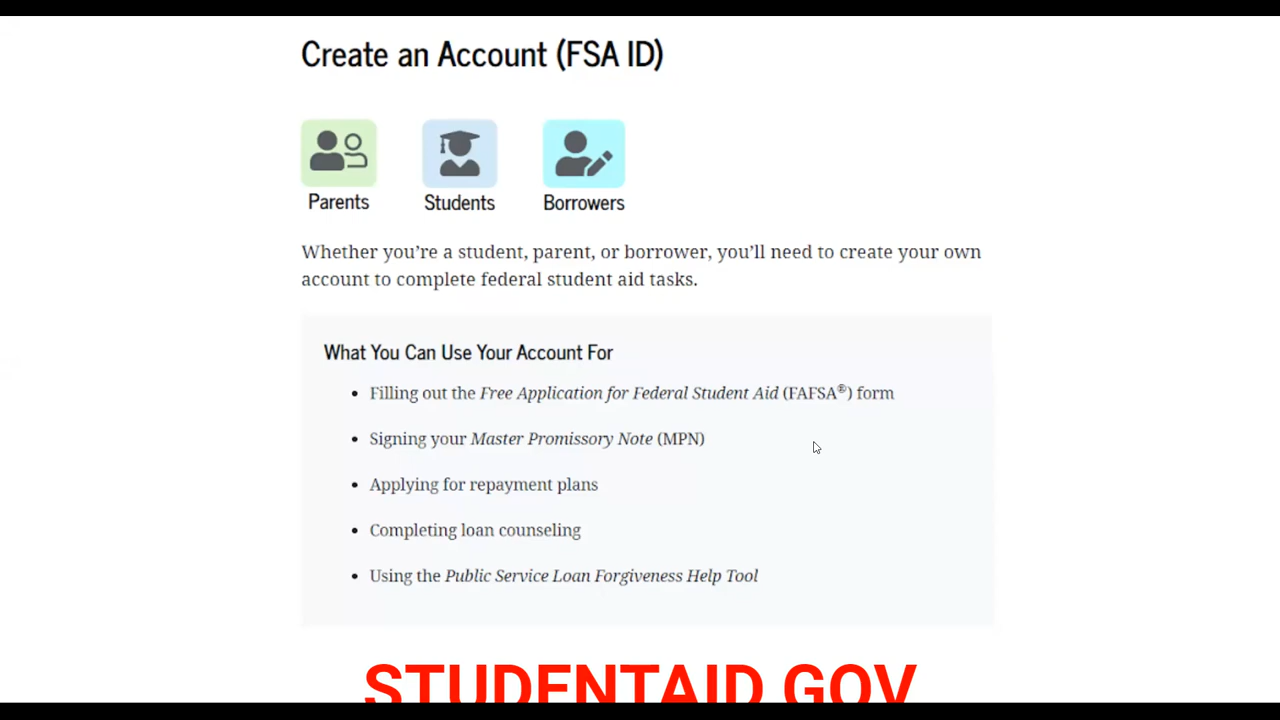 Create an Account (FSA ID)
Parents
Students
Borrowers
Whether you’re a student, parent, or borrower, you’ll need to create your own
account to complete federal student aid tasks.
What You Can Use Your Account For
• Filling out the Free Application for Federal Student Aid (FAFSA®) form
• Signing your Master Promissory Note (MPN)
• Applying for repayment plans
• Completing loan counseling
• Using the Public Service Loan Forgiveness Help Tool
STUDENTAID GOV